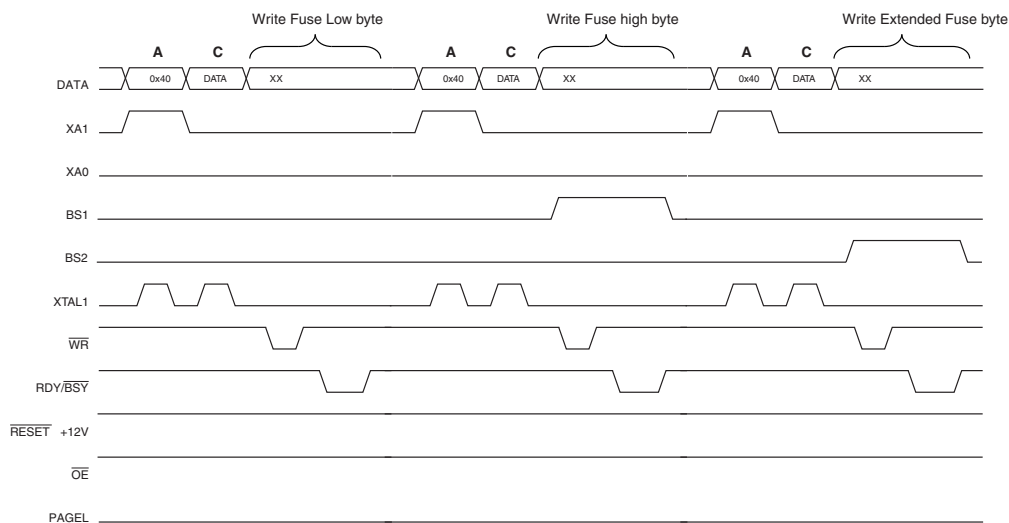 Write Fuse Low byte Write Fuse high byte Write Extended Fuse byte
A C A C A C
DATA 0x40 DATA XX 0x40 DATA XX 0x40 DATA XX
XA1
XA0
BS1
BS2
XTAL1
WR
RDY/BSY
RESET +12V
OE
PAGEL